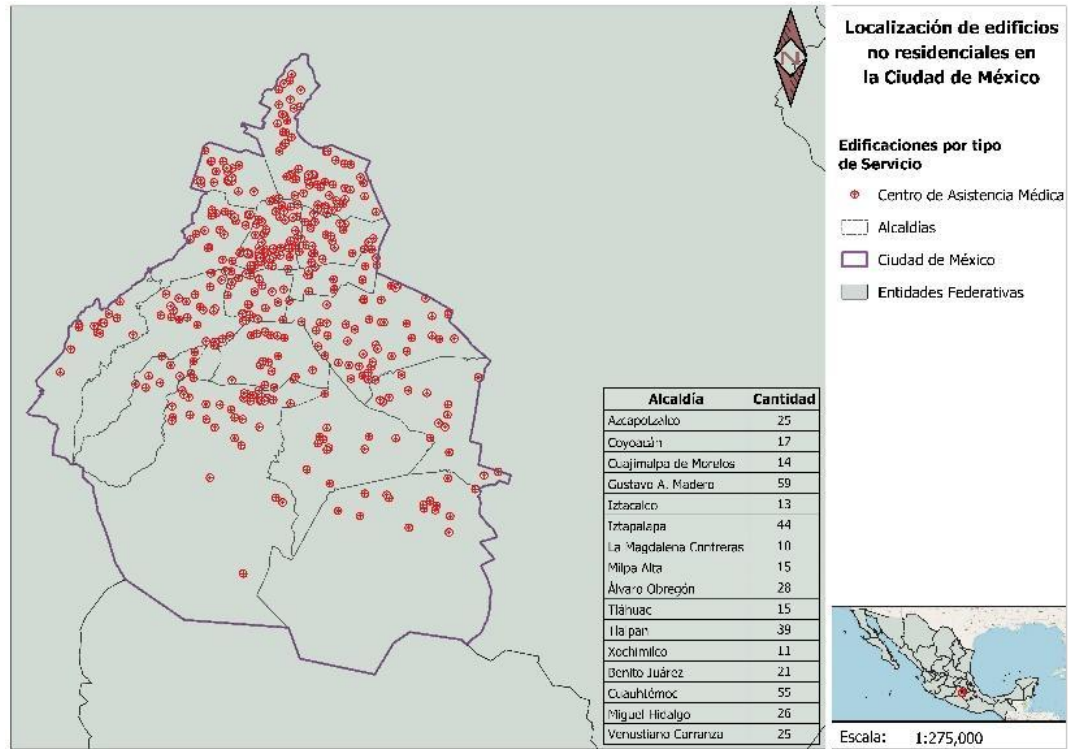 N
Localización de edificios
no residenciales en
la Ciudad de México
Edificaciones por tipo
de Servicio
Centro de Asistencia Médica
Alcaldías
Ciudad de México
Entidades Federativas
Alcaldía Cantidad
Azcapotzalco 25
Coyoacán 17
Cuajimalpa de Morelos 14
Gustavo A. Madero 59
Iztacalco 13
Iztapalapa 44
La Magdalena Contreras 10
Milpa Alta 15
Álvaro Obregón 28
Tláhuac 15
Tlalpan 39
Xochimilco 11
Benito Juárez 21
Cuauhtémoc 55
Miguel Hidalgo 26
Venustiano Carranza 25
Escala: 1:275,000